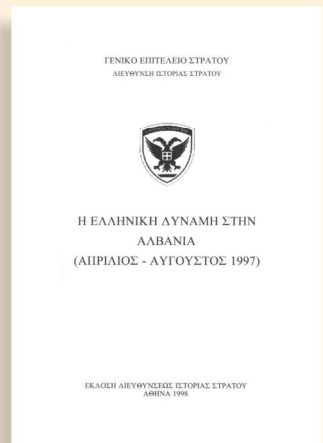 ΓΕΝΙΚΟ ΕΠΙΤΕΛΕΙΟ ΣΤΡΑΤΟΥ
ΔΙΕΥΘΥΝΣΗ ΙΣΤΟΡΙΑΣ ΣΤΡΑΤΟΥ
Η ΕΛΛΗΝΙΚΗ ΔΥΝΑΜΗ ΣΤΗΝ
ΑΛΒΑΝΙΑ
(ΑΠΡΙΛΙΟΣ - ΑΥΓΟΥΣΤΟΣ 1997)
ΕΚΔΟΣΗ ΔΙΕΥΘΥΝΣΕΩΣ ΙΣΤΟΡΙΑΣ ΣΤΡΑΤΟΥ
ΑΘΗΝΑ 1998